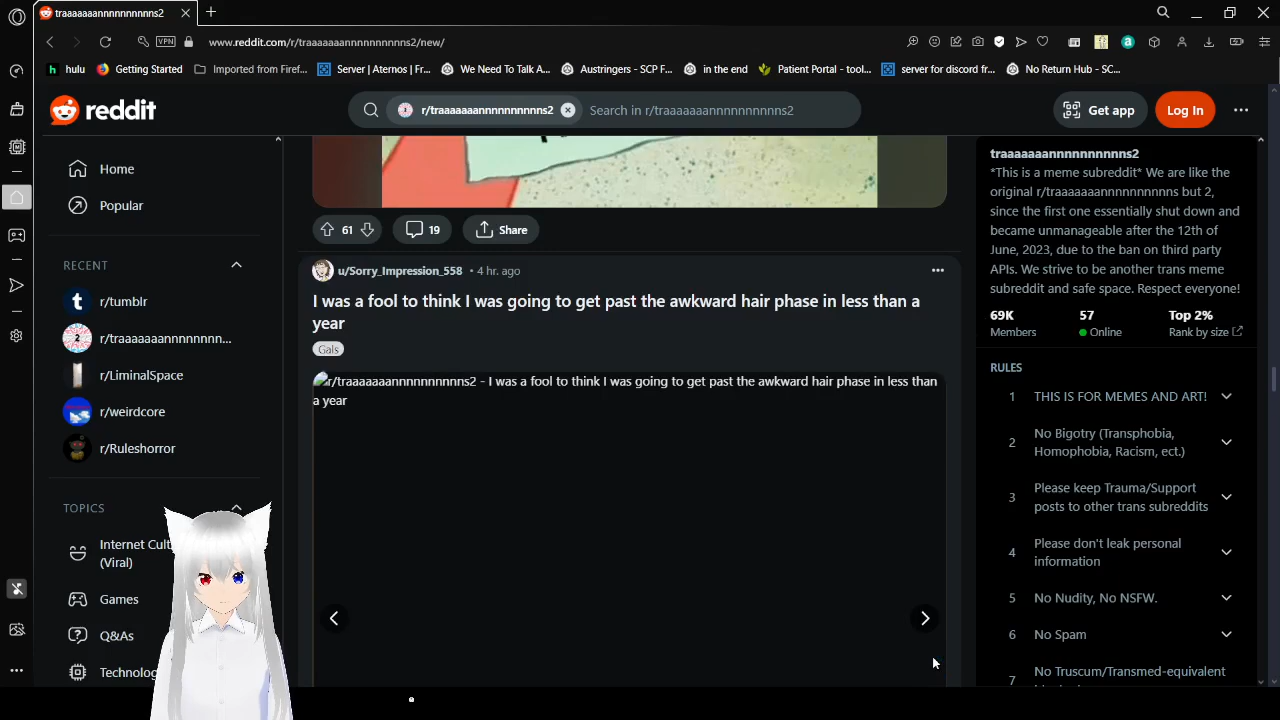 traaaaaaannnnnnnnnns2
VPN
www.reddit.com/r/traaaaaaannnnnnnnnns2/new/
hulu
Getting Started
Imported from Firef...
Server | Aternos | Fr...
We Need To Talk A...
Austringers - SCP F...
in the end
Patient Portal - tool...
server for discord fr...
No Return Hub - SC...
reddit
r/traaaaaaannnnnnnnnns2
Search in r/traaaaaaannnnnnnnnns2
Get app
Log In
Home
Popular
RECENT
r/tumblr
r/traaaaaaannnnnnn...
r/LiminalSpace
r/weirdcore
r/Ruleshorror
TOPICS
Internet Cult
(Viral)
Games
Q&As
Technolog
61
19
Share
u/Sorry_Impression_558 • 4 hr. ago
I was a fool to think I was going to get past the awkward hair phase in less than a
year
Gals
r/traaaaaaannnnnnnnnns2 - I was a fool to think I was going to get past the awkward hair phase in less than
a year
traaaaaaannnnnnnnnns2
*This is a meme subreddit* We are like the
original r/traaaaaaannnnnnnnnns but 2,
since the first one essentially shut down and
became unmanageable after the 12th of
June, 2023, due to the ban on third party
APIs. We strive to be another trans meme
subreddit and safe space. Respect everyone!
69K
Members
57
Online
Top 2%
Rank by size
RULES
1 THIS IS FOR MEMES AND ART!
2 No Bigotry (Transphobia,
Homophobia, Racism, ect.)
3 Please keep Trauma/Support
posts to other trans subreddits
4 Please don't leak personal
information
5 No Nudity, No NSFW.
6 No Spam
7 No Truscum/Transmed-equivalent